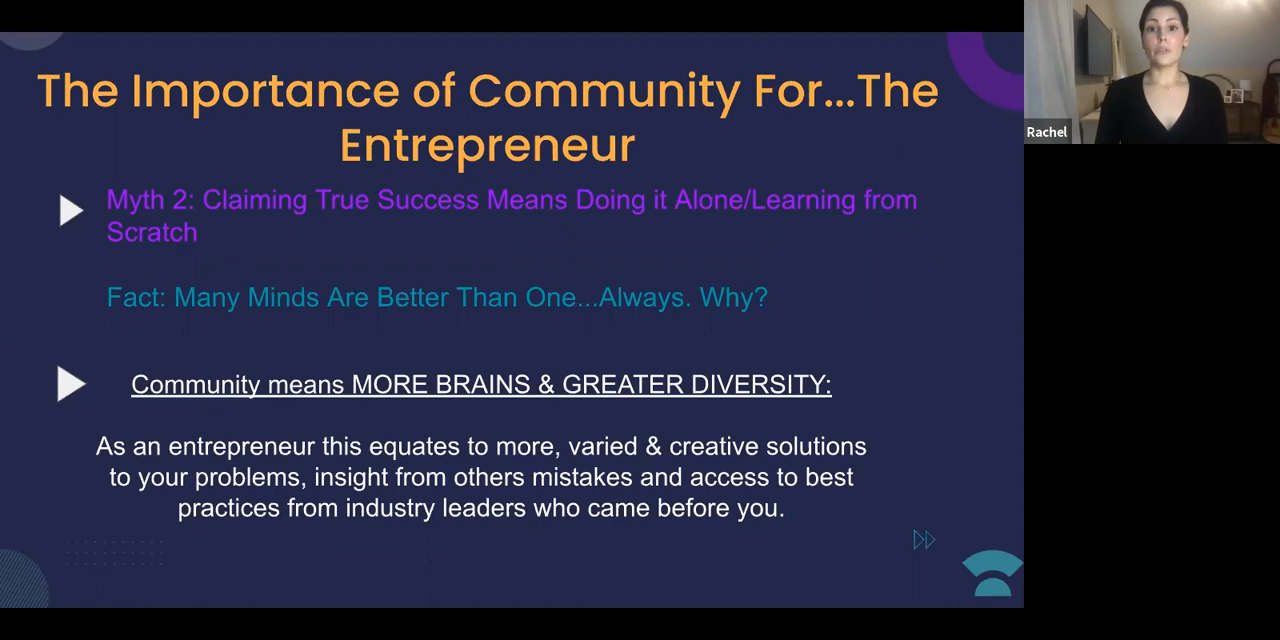 The Importance of Community For...The
Entrepreneur
Myth 2: Claiming True Success Means Doing it Alone/Learning from
Scratch
Fact: Many Minds Are Better Than One...Always. Why?
Community means MORE BRAINS & GREATER DIVERSITY:
As an entrepreneur this equates to more, varied & creative solutions
to your problems, insight from others mistakes and access to best
practices from industry leaders who came before you.
Rachel